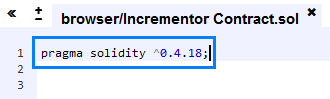 « ± browser/Incrementor Contract.sol ✖
1 pragma solidity ^0.4.18;
2
3